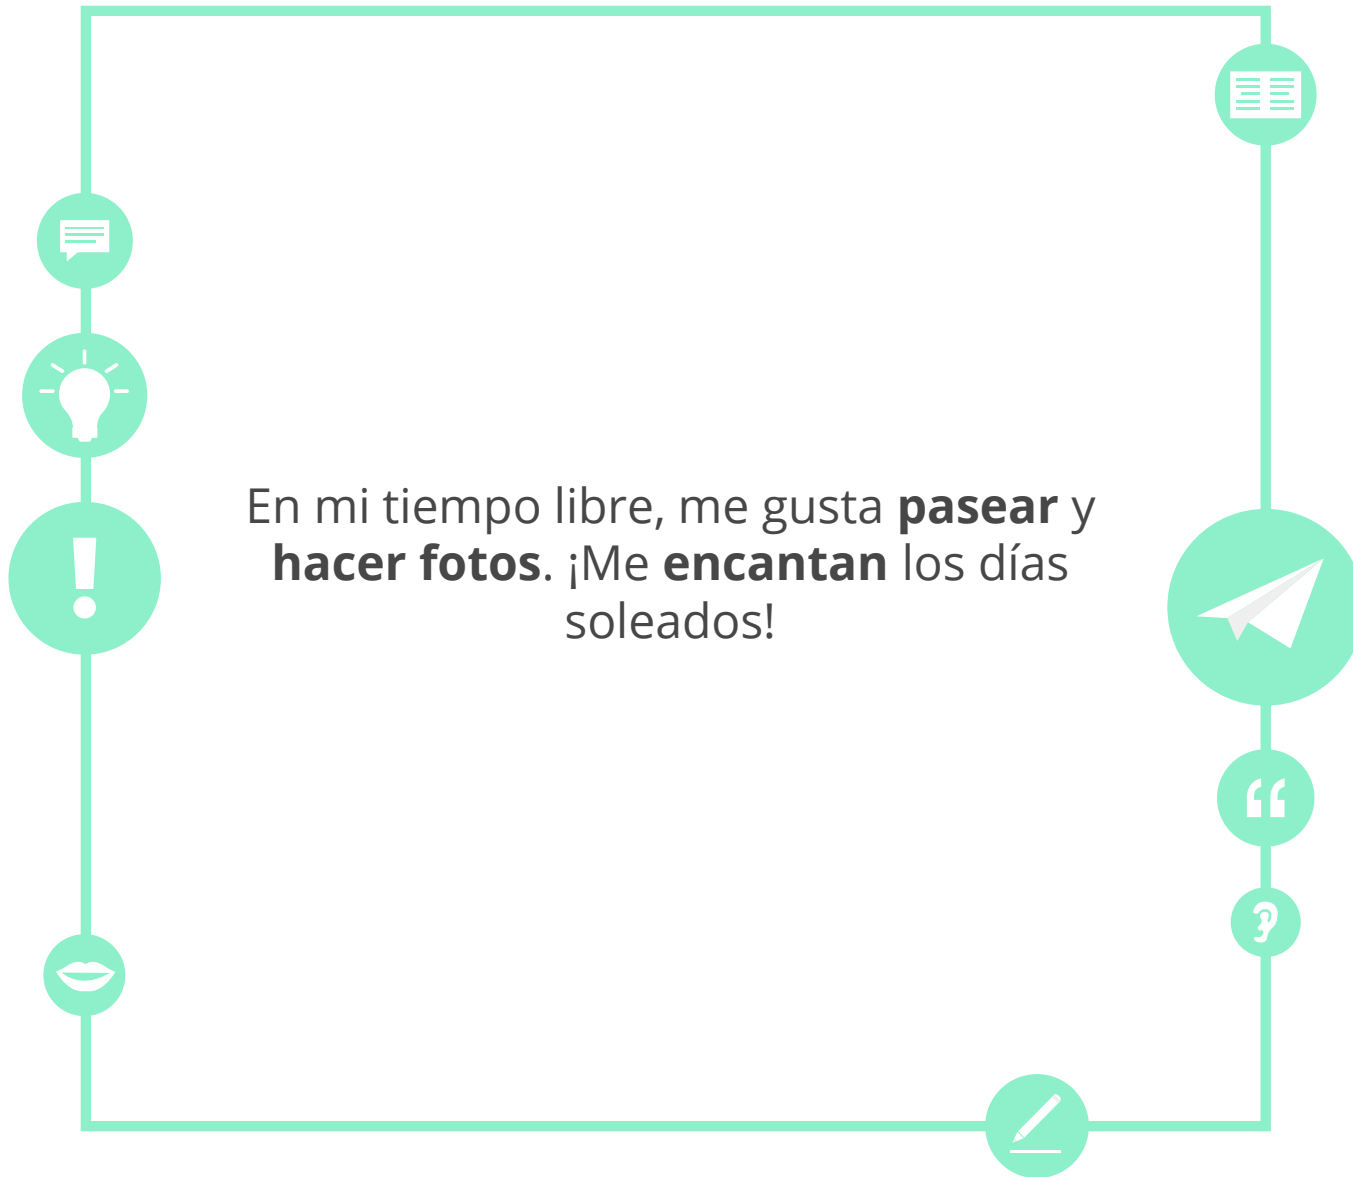 En mi tiempo libre, me gusta pasear y
hacer fotos. ¡Me encantan los días
soleados!